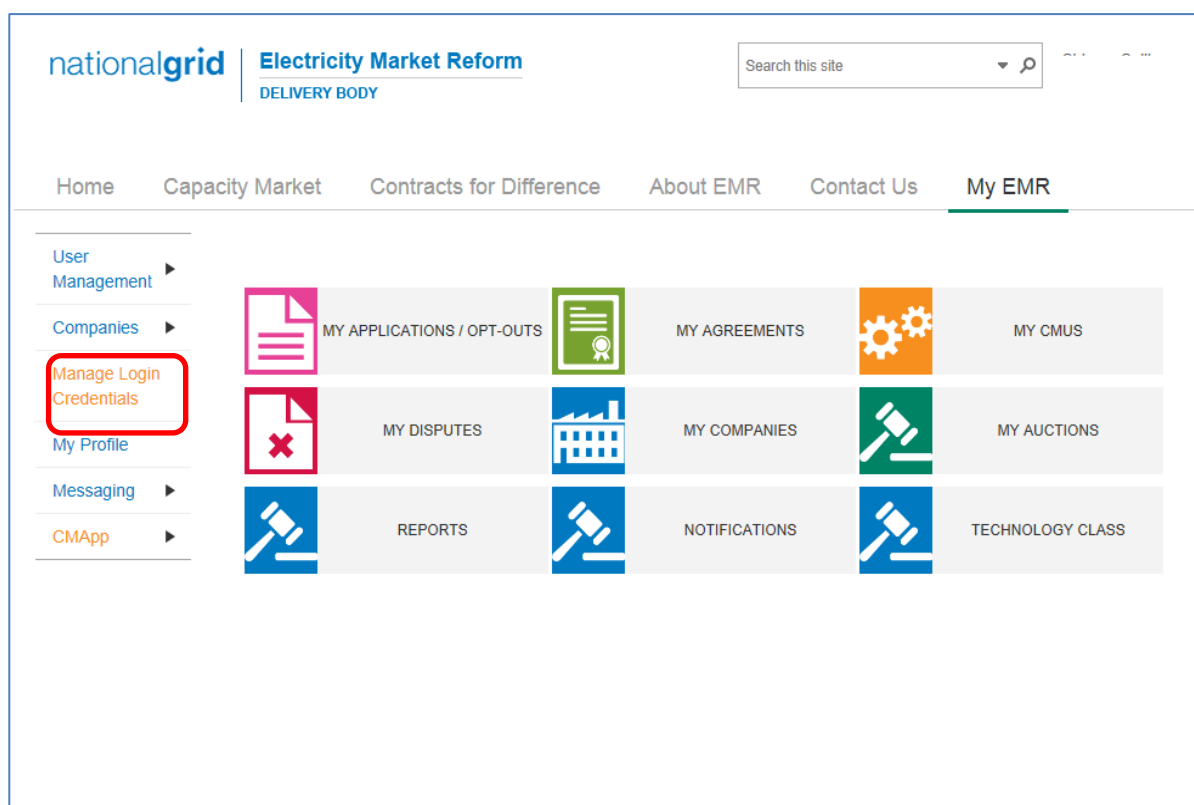 nationalgrid
Electricity Market Reform
DELIVERY BODY
Search this site
Home Capacity Market Contracts for Difference About EMR Contact Us My EMR
User
Management
Companies
Manage Login
Credentials
My Profile
Messaging
CMApp
MY APPLICATIONS / OPT-OUTS MY AGREEMENTS MY CMUS
MY DISPUTES MY COMPANIES MY AUCTIONS
REPORTS NOTIFICATIONS TECHNOLOGY CLASS